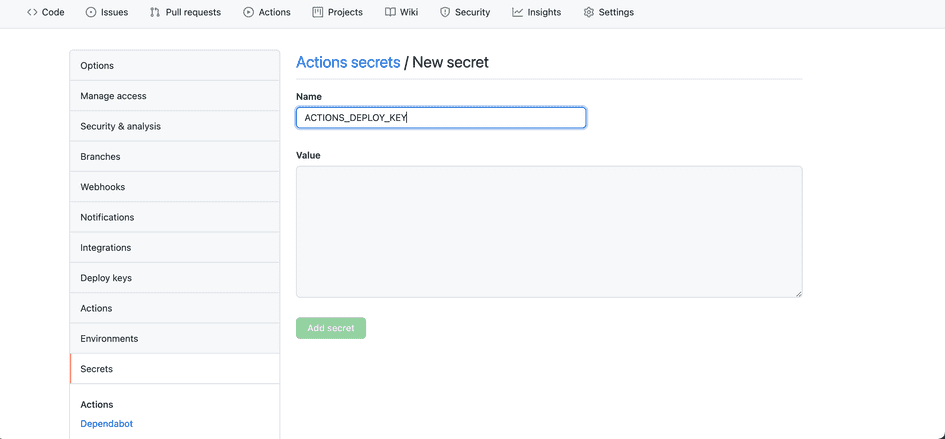 Code Issues Pull requests Actions Projects Wiki Security Insights Settings
Options
Manage access
Security & analysis
Branches
Webhooks
Notifications
Integrations
Deploy keys
Actions
Environments
Secrets
Actions
Dependabot
Actions secrets / New secret
Name
ACTIONS_DEPLOY_KEY
Value
Add secret